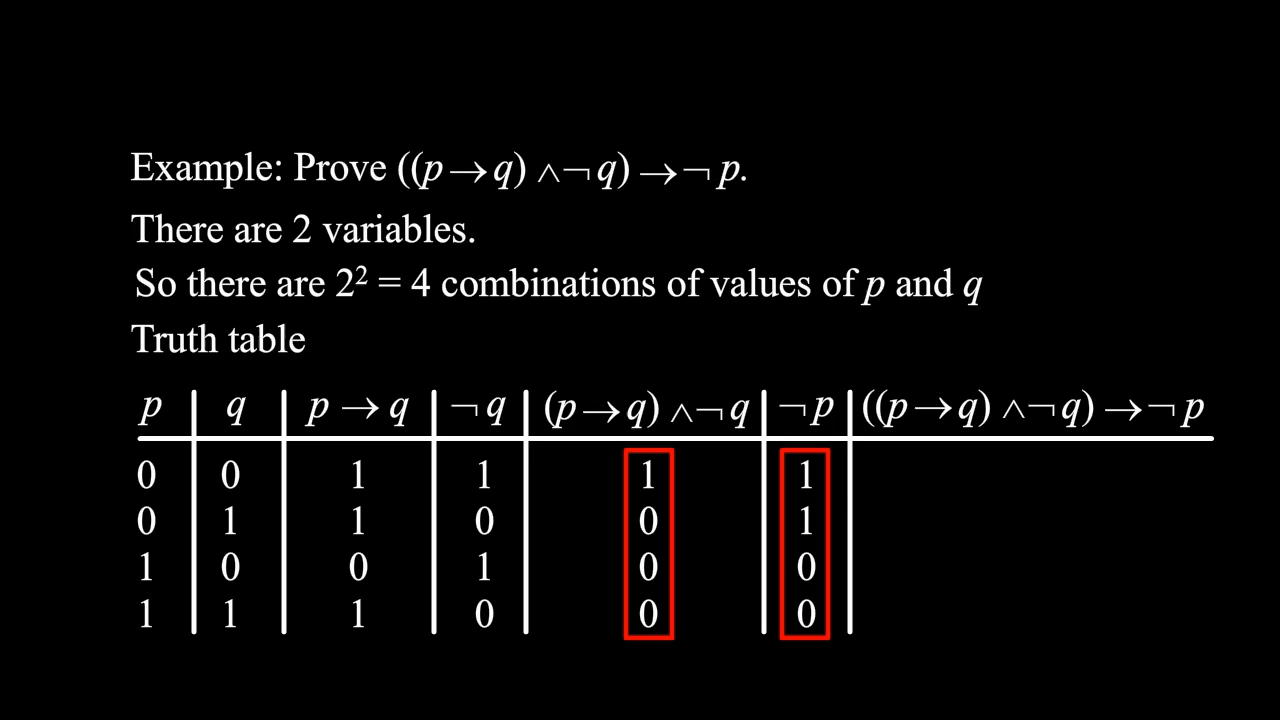 Example: Prove ((p → q) ∧ ¬ q) → ¬ p.
There are 2 variables.
So there are 2² = 4 combinations of values of p and q
Truth table
p q p → q ¬ q (p → q) ∧ ¬ q ¬ p ((p → q) ∧ ¬ q) → ¬ p
0 0 1 1 1 1
0 1 1 0 0 1
1 0 0 1 0 0
1 1 1 0 0 0